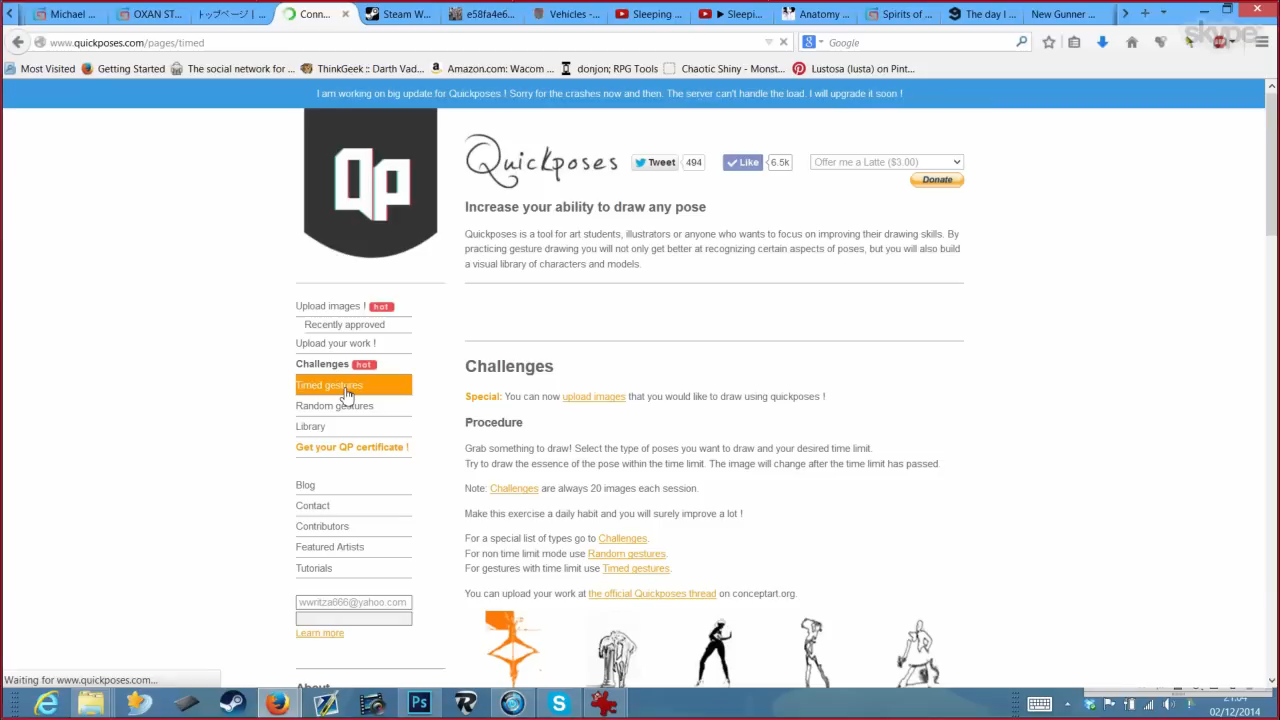 Michael
OXAN ST...
トップページ |
Conn...
Steam W...
e58fa4e6...
Vehicles -...
Sleeping ...
▶ Sleepi...
Anatomy ...
Spirits of ...
The day I ...
New Gunner ...
www.quickposes.com/pages/timed
Google
skype
Most Visited
Getting Started
The social network for ...
ThinkGeek :: Darth Vad...
Amazon.com: Wacom ...
donjon; RPG Tools
Chaotic Shiny - Monst...
Lustosa (lusta) on Pint...
I am working on big update for Quickposes ! Sorry for the crashes now and then. The server can't handle the load. I will upgrade it soon !
Qp
Quickposes
Tweet
494
Like
6.5k
Offer me a Latte ($3.00)
Donate
Increase your ability to draw any pose
Quickposes is a tool for art students, illustrators or anyone who wants to focus on improving their drawing skills. By
practicing gesture drawing you will not only get better at recognizing certain aspects of poses, but you will also build
a visual library of characters and models.
Upload images ! hot
Recently approved
Upload your work !
Challenges hot
Timed gestures
Random gestures
Library
Get your QP certificate !
Blog
Contact
Contributors
Featured Artists
Tutorials
wwritza666@yahoo.com
Learn more
About
Challenges
Special: You can now upload images that you would like to draw using quickposes !
Procedure
Grab something to draw! Select the type of poses you want to draw and your desired time limit.
Try to draw the essence of the pose within the time limit. The image will change after the time limit has passed.
Note: Challenges are always 20 images each session.
Make this exercise a daily habit and you will surely improve a lot !
For a special list of types go to Challenges.
For non time limit mode use Random gestures.
For gestures with time limit use Timed gestures.
You can upload your work at the official Quickposes thread on conceptart.org.
Waiting for www.quickposes.com...
Ps
21:04
02/12/2014